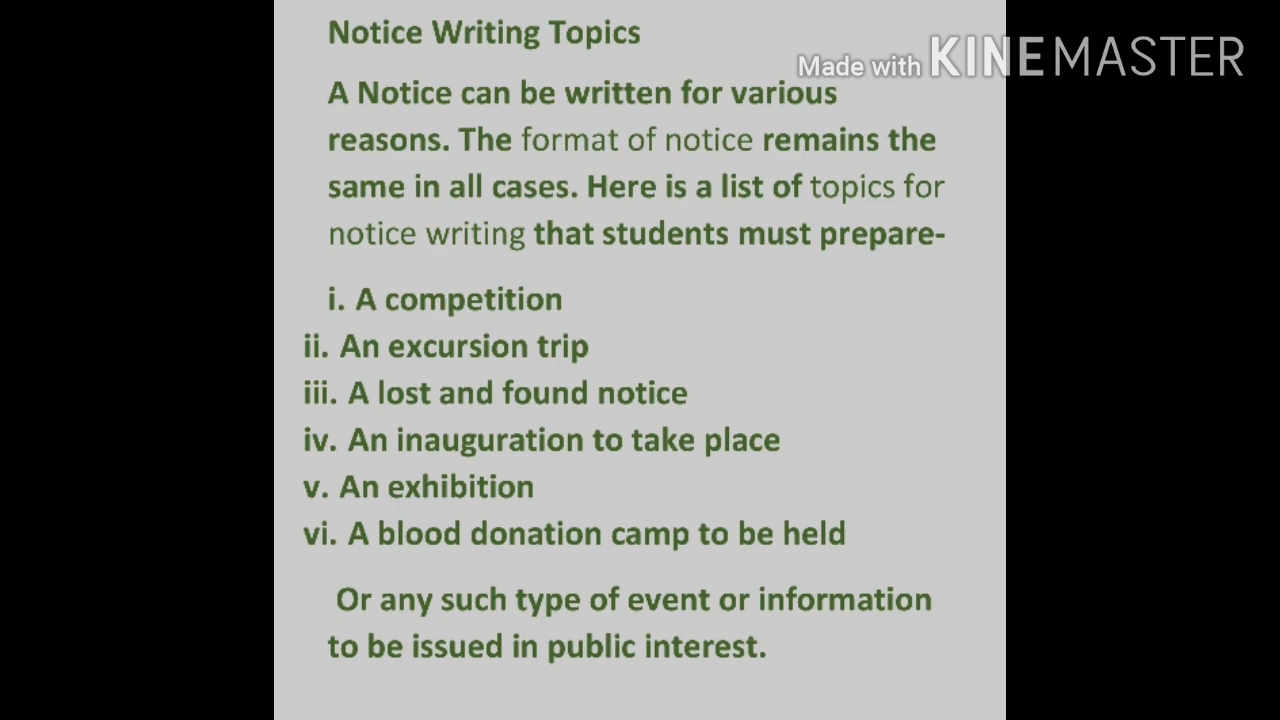 Notice Writing Topics
Made with KINEMASTER
A Notice can be written for various
reasons. The format of notice remains the
same in all cases. Here is a list of topics for
notice writing that students must prepare-
i. A competition
ii. An excursion trip
iii. A lost and found notice
iv. An inauguration to take place
v. An exhibition
vi. A blood donation camp to be held
Or any such type of event or information
to be issued in public interest.